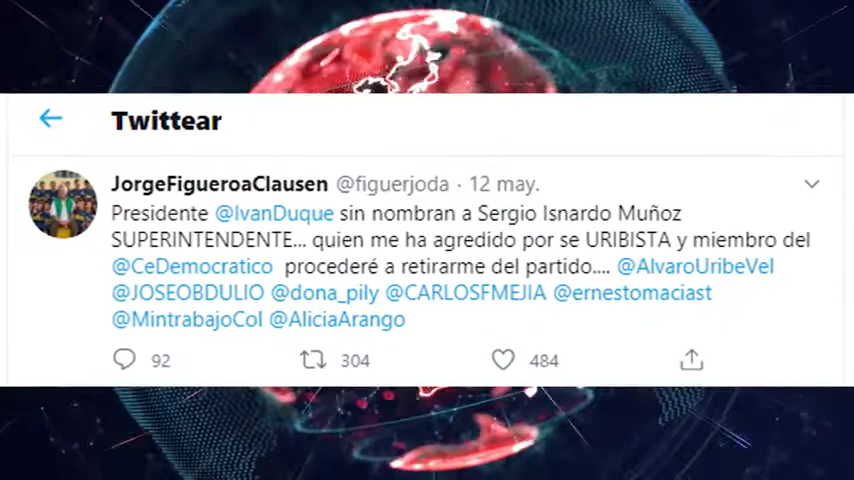 Twittear
JorgeFigueroaClausen @figuerjoda · 12 may.
Presidente @IvanDuque sin nombran a Sergio Isnardo Muñoz
SUPERINTENDENTE... quien me ha agredido por se URIBISTA y miembro del
@CeDemocratico procederé a retirarme del partido.... @AlvaroUribeVel
@JOSEOBDULIO @dona_pily @CARLOSFMEJIA @ernestomaciast
@MintrabajoCol @AliciaArango
92 304 484